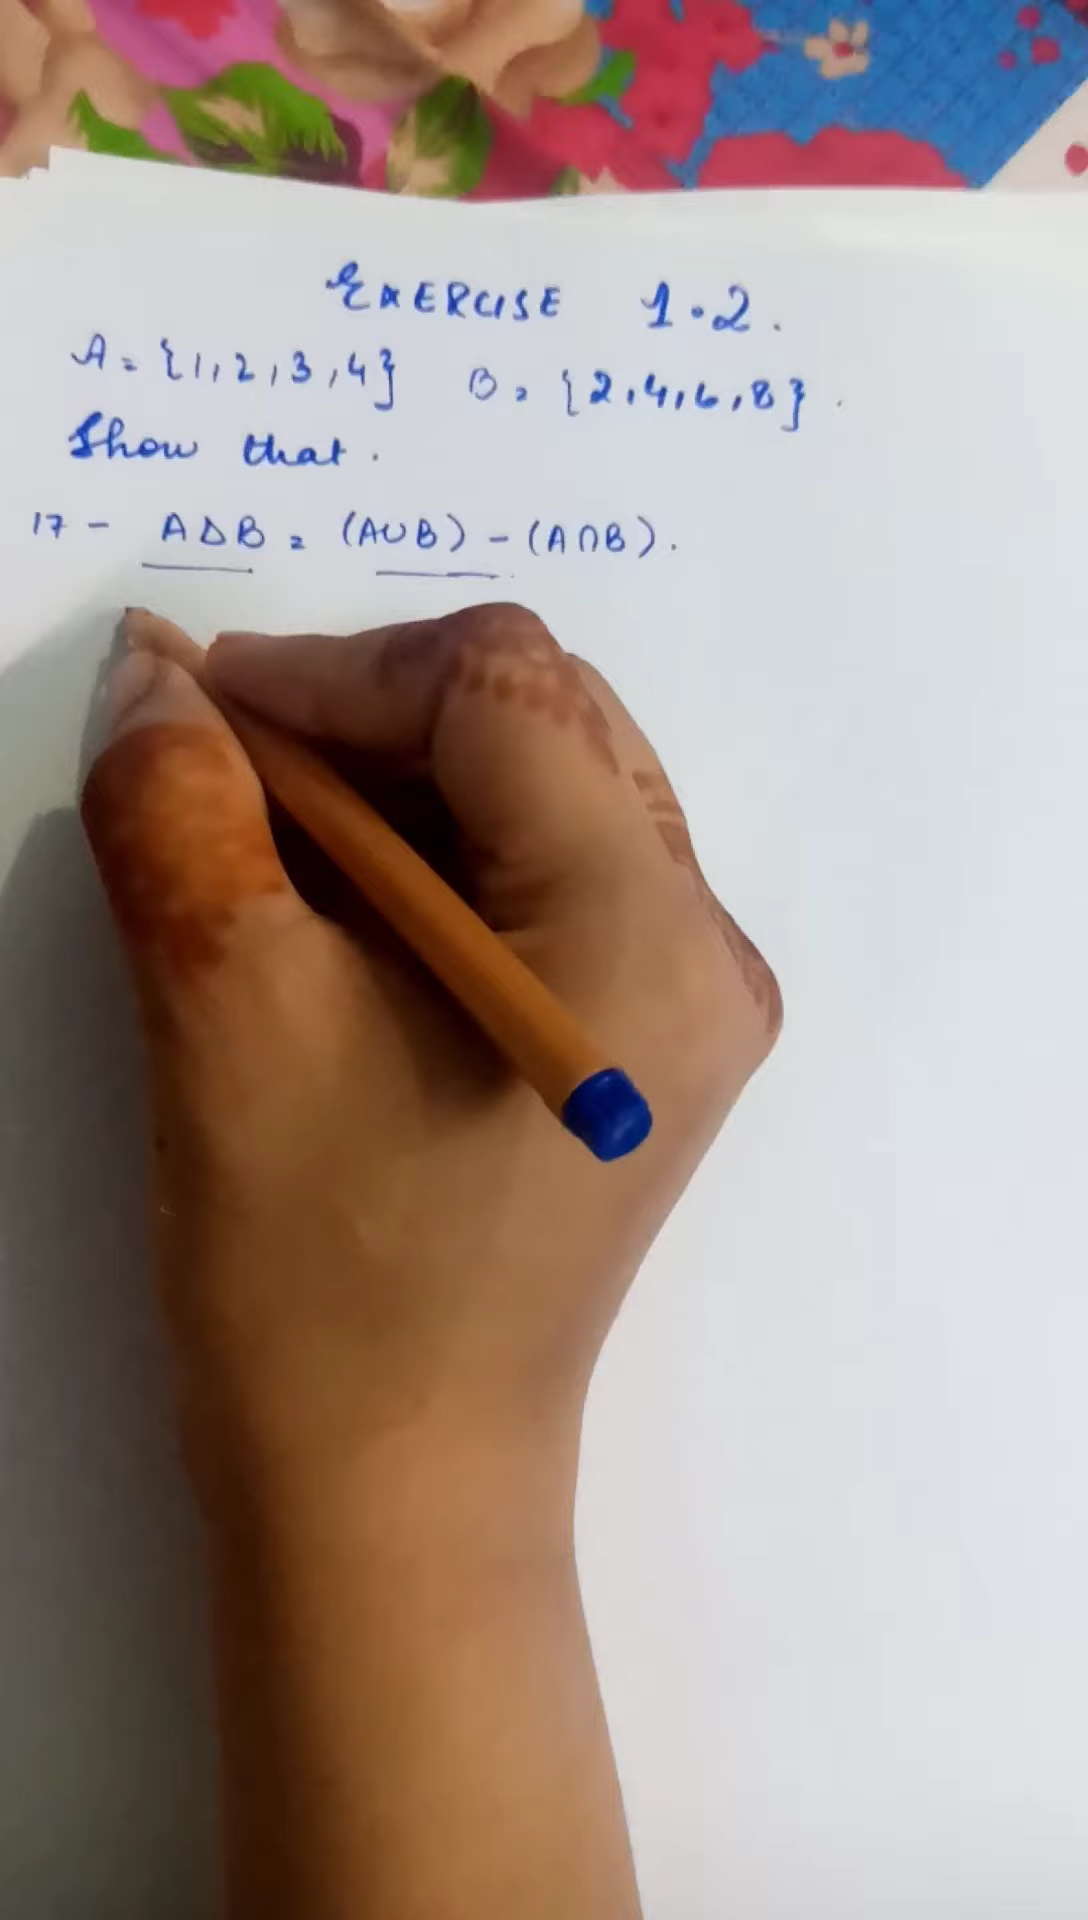 EXERCISE 1.2.
A = {1,2,3,4} B = {2,4,6,8}.
Show that.
17 - A Δ B = (A∪B) - (A∩B).